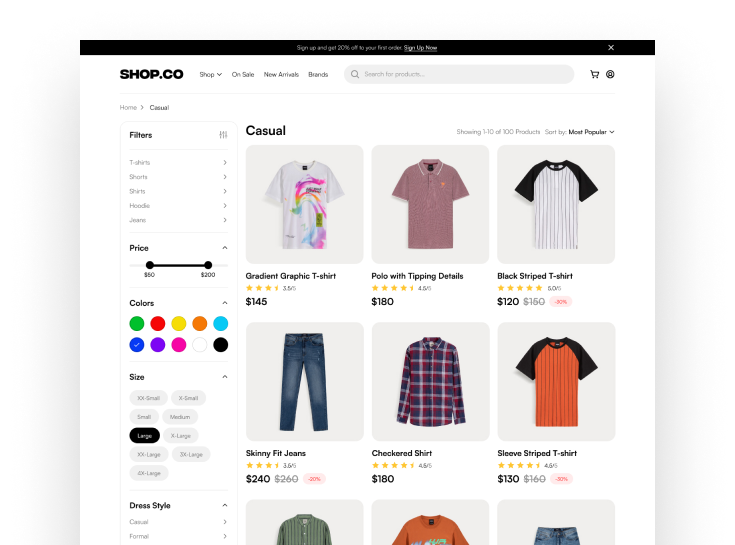 Sign up and get 20% off to your first order. Sign Up Now
SHOP.CO Shop On Sale New Arrivals Brands Search for products...
Home > Casual
Filters
T-shirts
Shorts
Shirts
Hoodie
Jeans
Price
$50 $200
Colors
Size
XX-Small X-Small
Small Medium
Large X-Large
XX-Large 3X-Large
4X-Large
Dress Style
Casual
Formal
Casual Showing 1-10 of 100 Products Sort by: Most Popular
Gradient Graphic T-shirt
3.5/5
$145
Polo with Tipping Details
4.5/5
$180
Black Striped T-shirt
5.0/5
$120 $150 -30%
Skinny Fit Jeans
3.5/5
$240 $260 -20%
Checkered Shirt
4.5/5
$180
Sleeve Striped T-shirt
4.5/5
$130 $160 -30%